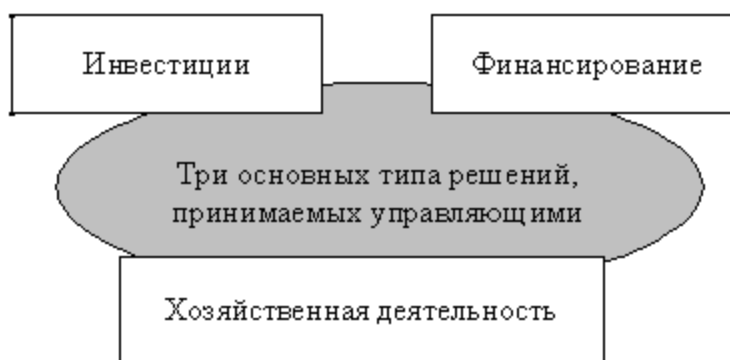 Инвестиции
Финансирование
Три основных типа решений,
принимаемых управляющими
Хозяйственная деятельность